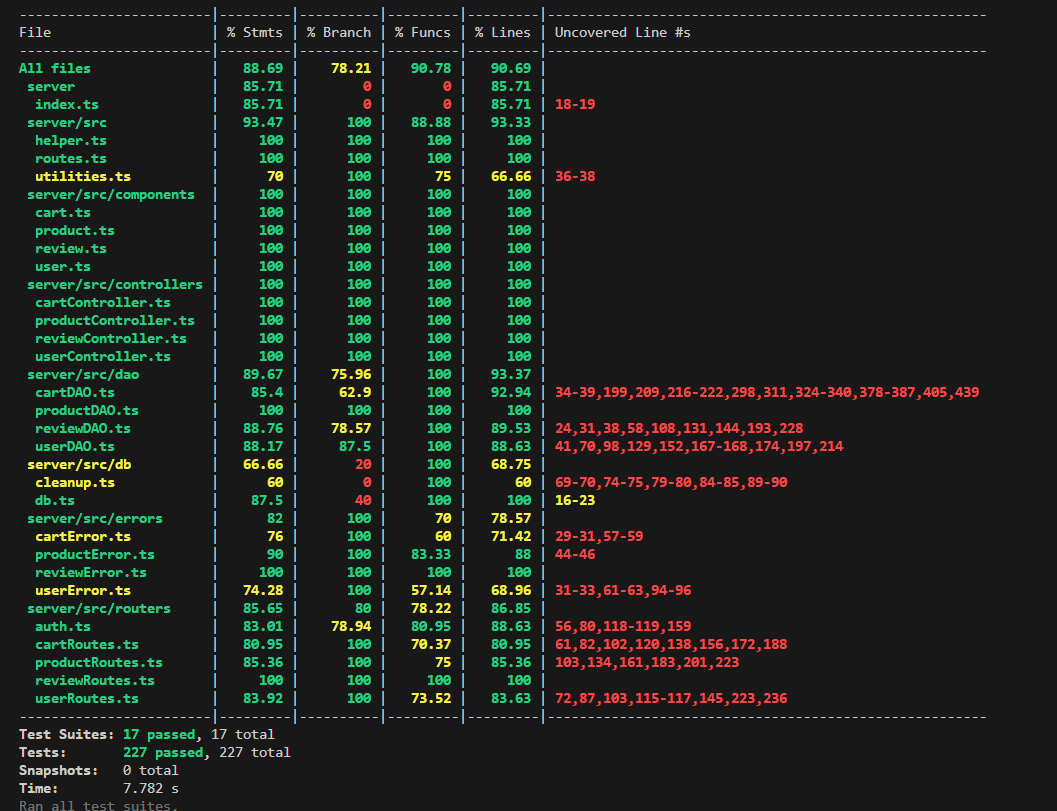 ------------------------|---------|----------|---------|---------|-------------------------------------------------------
File                    | % Stmts | % Branch | % Funcs | % Lines | Uncovered Line #s
------------------------|---------|----------|---------|---------|-------------------------------------------------------
All files               |   88.69 |    78.21 |   90.78 |   90.69 |
 server                 |   85.71 |        0 |       0 |   85.71 |
  index.ts              |   85.71 |        0 |       0 |   85.71 | 18-19
 server/src             |   93.47 |      100 |   88.88 |   93.33 |
  helper.ts             |     100 |      100 |     100 |     100 |
  routes.ts             |     100 |      100 |     100 |     100 |
  utilities.ts          |      70 |      100 |      75 |   66.66 | 36-38
 server/src/components  |     100 |      100 |     100 |     100 |
  cart.ts               |     100 |      100 |     100 |     100 |
  product.ts            |     100 |      100 |     100 |     100 |
  review.ts             |     100 |      100 |     100 |     100 |
  user.ts               |     100 |      100 |     100 |     100 |
 server/src/controllers |     100 |      100 |     100 |     100 |
  cartController.ts     |     100 |      100 |     100 |     100 |
  productController.ts  |     100 |      100 |     100 |     100 |
  reviewController.ts   |     100 |      100 |     100 |     100 |
  userController.ts     |     100 |      100 |     100 |     100 |
 server/src/dao         |   89.67 |    75.96 |     100 |   93.37 |
  cartDAO.ts            |    85.4 |     62.9 |     100 |   92.94 | 34-39,199,209,216-222,298,311,324-340,378-387,405,439
  productDAO.ts         |     100 |      100 |     100 |     100 |
  reviewDAO.ts          |   88.76 |    78.57 |     100 |   89.53 | 24,31,38,58,108,131,144,193,228
  userDAO.ts            |   88.17 |     87.5 |     100 |   88.63 | 41,70,98,129,152,167-168,174,197,214
 server/src/db          |   66.66 |       20 |     100 |   68.75 |
  cleanup.ts            |      60 |        0 |     100 |      60 | 69-70,74-75,79-80,84-85,89-90
  db.ts                 |    87.5 |       40 |     100 |     100 | 16-23
 server/src/errors      |      82 |      100 |      70 |   78.57 |
  cartError.ts          |      76 |      100 |      60 |   71.42 | 29-31,57-59
  productError.ts       |      90 |      100 |   83.33 |      88 | 44-46
  reviewError.ts        |     100 |      100 |     100 |     100 |
  userError.ts          |   74.28 |      100 |   57.14 |   68.96 | 31-33,61-63,94-96
 server/src/routers     |   85.65 |       80 |   78.22 |   86.85 |
  auth.ts               |   83.01 |    78.94 |   80.95 |   88.63 | 56,80,118-119,159
  cartRoutes.ts         |   80.95 |      100 |   70.37 |   80.95 | 61,82,102,120,138,156,172,188
  productRoutes.ts      |   85.36 |      100 |      75 |   85.36 | 103,134,161,183,201,223
  reviewRoutes.ts       |     100 |      100 |     100 |     100 |
  userRoutes.ts         |   83.92 |      100 |   73.52 |   83.63 | 72,87,103,115-117,145,223,236
------------------------|---------|----------|---------|---------|-------------------------------------------------------
Test Suites: 17 passed, 17 total
Tests:       227 passed, 227 total
Snapshots:   0 total
Time:        7.782 s
Ran all test suites.